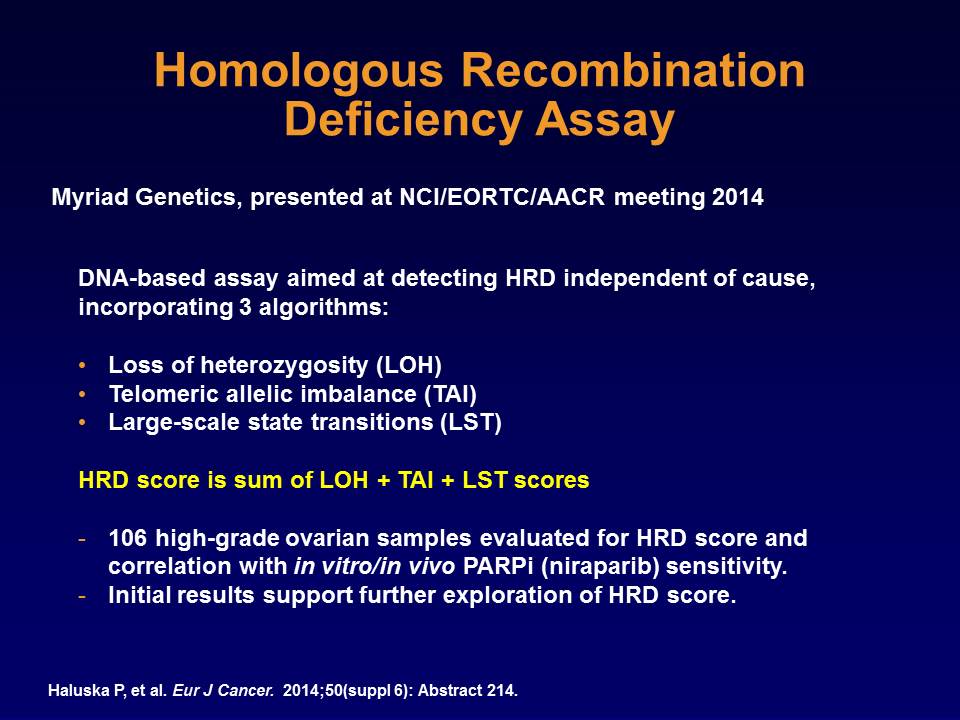 Homologous Recombination
Deficiency Assay
Myriad Genetics, presented at NCI/EORTC/AACR meeting 2014
DNA-based assay aimed at detecting HRD independent of cause,
incorporating 3 algorithms:
• Loss of heterozygosity (LOH)
• Telomeric allelic imbalance (TAI)
• Large-scale state transitions (LST)
HRD score is sum of LOH + TAI + LST scores
- 106 high-grade ovarian samples evaluated for HRD score and
correlation with in vitro/in vivo PARPi (niraparib) sensitivity.
- Initial results support further exploration of HRD score.
Haluska P, et al. Eur J Cancer. 2014;50(suppl 6): Abstract 214.